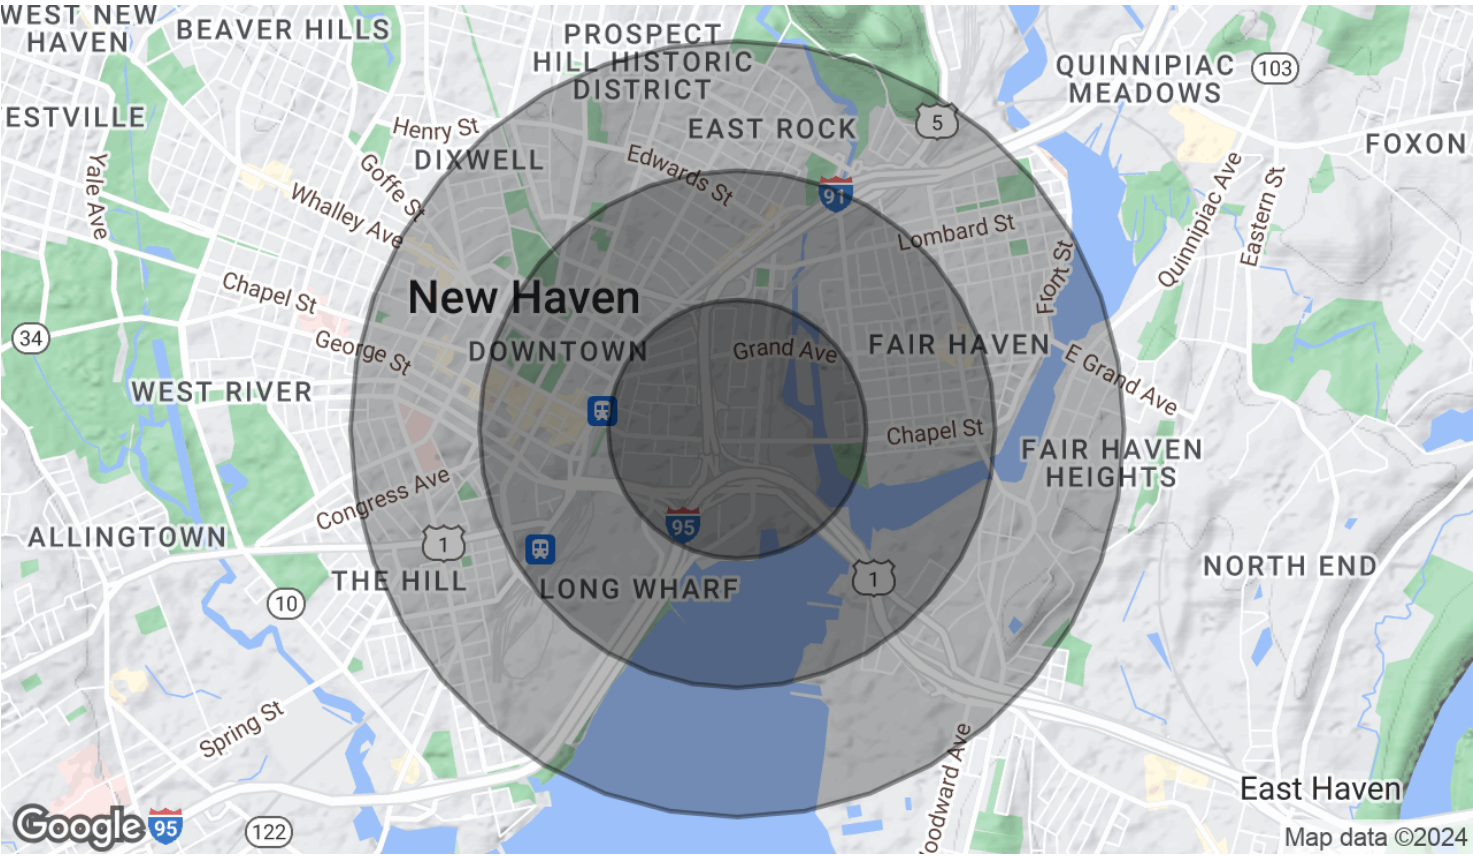 WEST NEW
HAVEN
BEAVER HILLS
PROSPECT
HILL HISTORIC
DISTRICT
QUINNIPIAC
MEADOWS
103
ESTVILLE
Henry St
DIXWELL
EAST ROCK
5
FOXON
Yale Ave
Goffe St
Edwards St
91
Whalley Ave
Lombard St
Quinnipiac Ave
Eastern St
Front St
Chapel St
New Haven
34
George St
DOWNTOWN
Grand Ave
FAIR HAVEN
E Grand Ave
WEST RIVER
Chapel St
FAIR HAVEN
HEIGHTS
Congress Ave
95
ALLINGTOWN
1
THE HILL
LONG WHARF
1
NORTH END
10
Spring St
oodward Ave
East Haven
Google
95
122
Map data ©2024